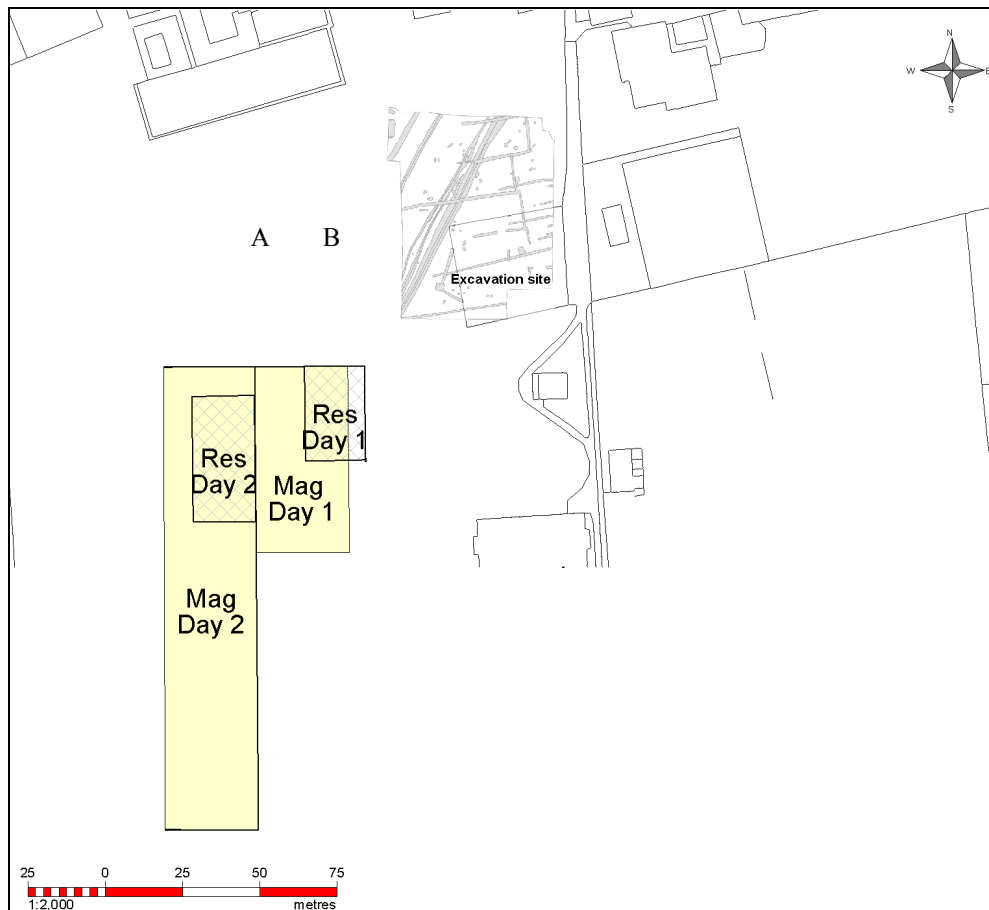 N
W E
S
A B
Excavation site
Res
Day 1
Res
Day 2
Mag
Day 1
Mag
Day 2
25 0 25 50 75
1:2.000 metres